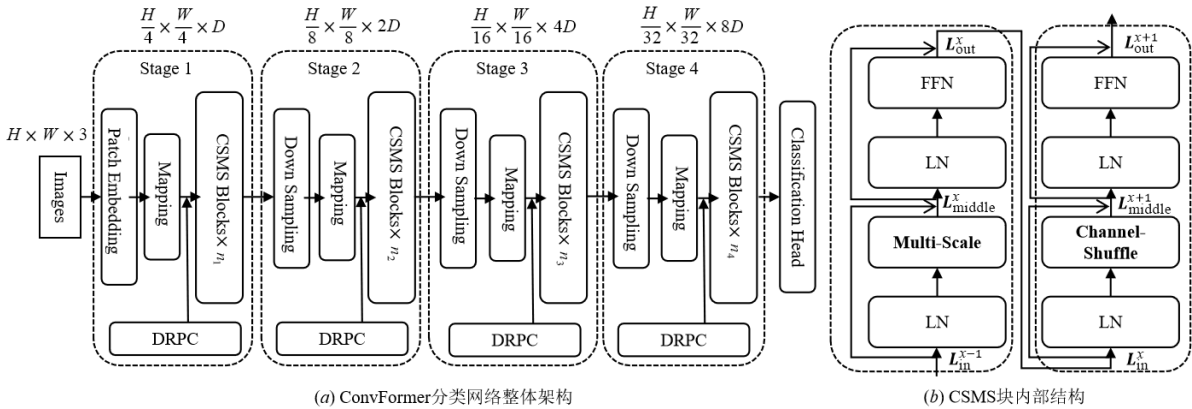 H/4 × W/4 × D
H/8 × W/8 × 2D
H/16 × W/16 × 4D
H/32 × W/32 × 8D
Stage 1
Stage 2
Stage 3
Stage 4
H × W × 3
Images
Patch Embedding
Mapping
CSMS Blocks× n₁
DRPC
Down Sampling
Mapping
CSMS Blocks× n₂
DRPC
Down Sampling
Mapping
CSMS Blocks× n₃
DRPC
Down Sampling
Mapping
CSMS Blocks× n₄
DRPC
Classification Head
(a) ConvFormer分类网络整体架构
L^x_out
FFN
LN
L^x_middle
Multi-Scale
LN
L^{x-1}_in
L^{x+1}_out
FFN
LN
L^{x+1}_middle
Channel-
Shuffle
LN
L^x_in
(b) CSMS块内部结构